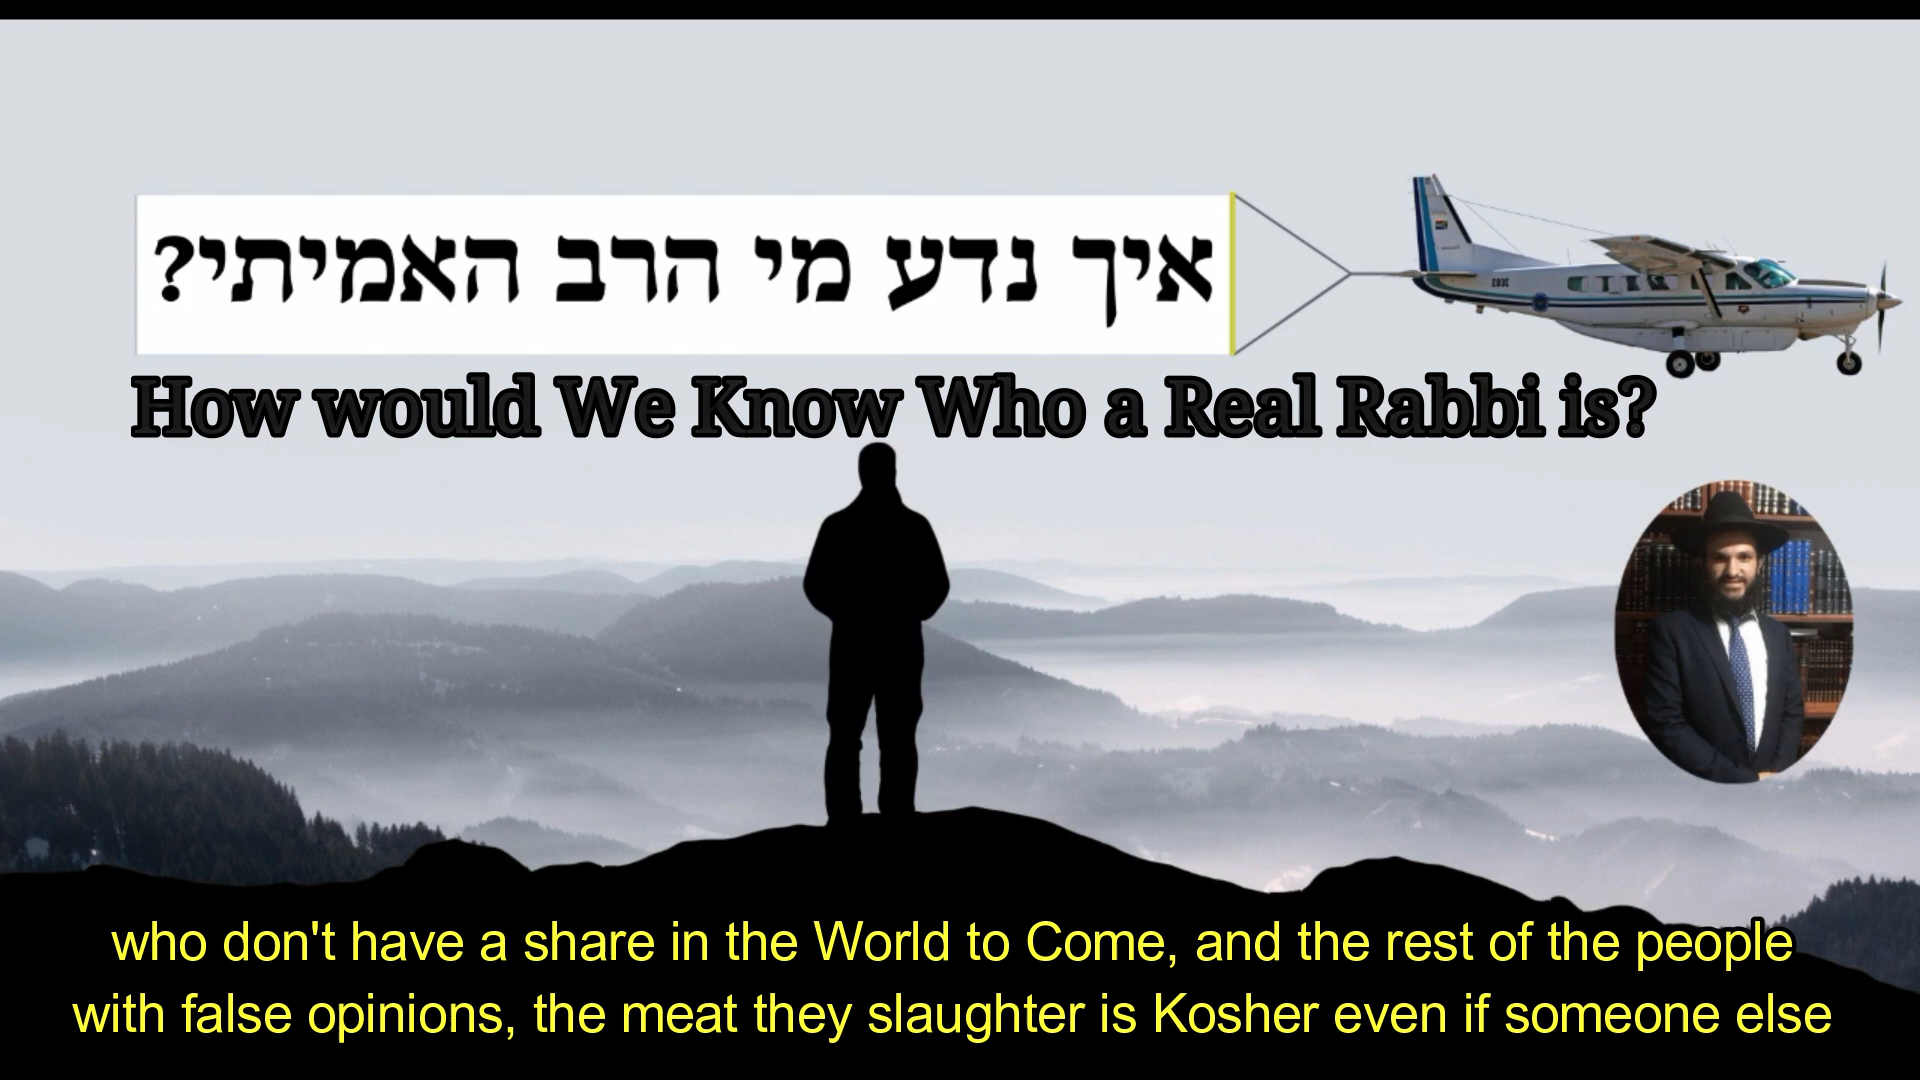 איך נדע מי הרב האמיתי?
How would We Know Who a Real Rabbi is?
who don't have a share in the World to Come, and the rest of the people
with false opinions, the meat they slaughter is Kosher even if someone else